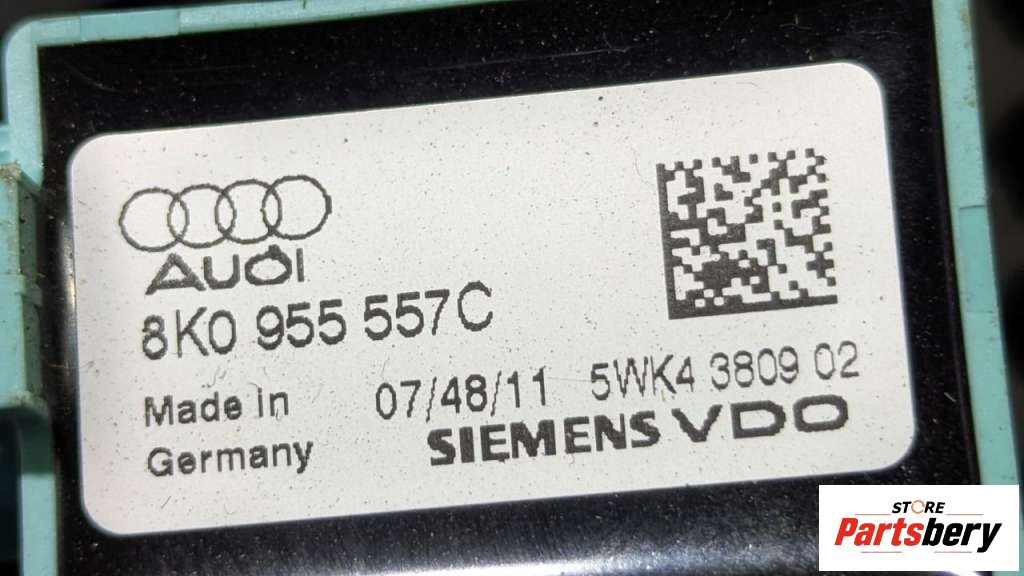 AUDI
8K0 955 557C
Made in
Germany
07/48/11 5WK4 3809 02
SIEMENS VDO
STORE
Partsbery